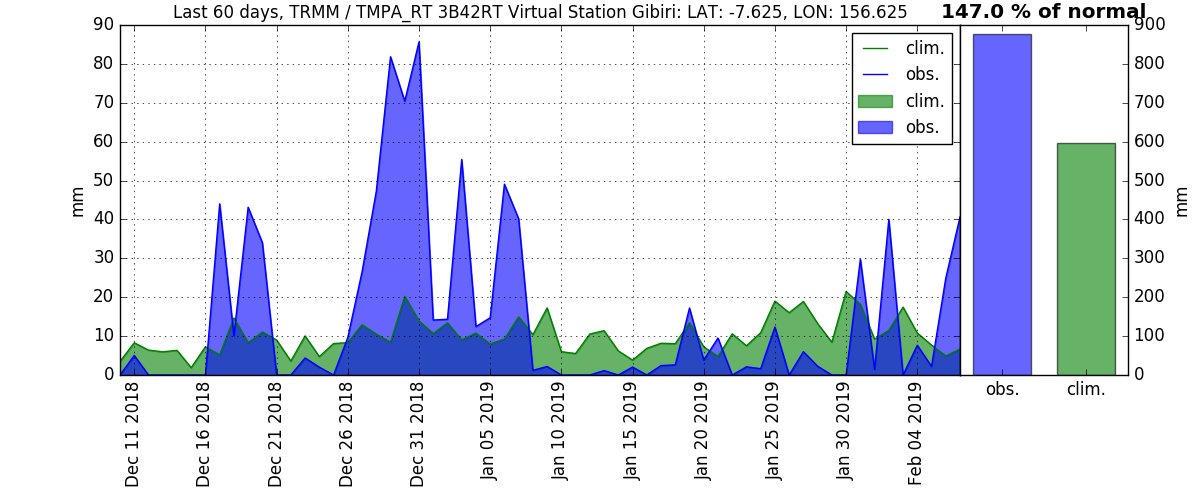 Last 60 days, TRMM / TMPA_RT 3B42RT Virtual Station Gibiri: LAT: -7.625, LON: 156.625
147.0 % of normal
90
80
70
60
50
40
30
20
10
0
mm
clim.
obs.
clim.
obs.
Dec 11 2018
Dec 16 2018
Dec 21 2018
Dec 26 2018
Dec 31 2018
Jan 05 2019
Jan 10 2019
Jan 15 2019
Jan 20 2019
Jan 25 2019
Jan 30 2019
Feb 04 2019
900
800
700
600
500
400
300
200
100
0
mm
obs.
clim.